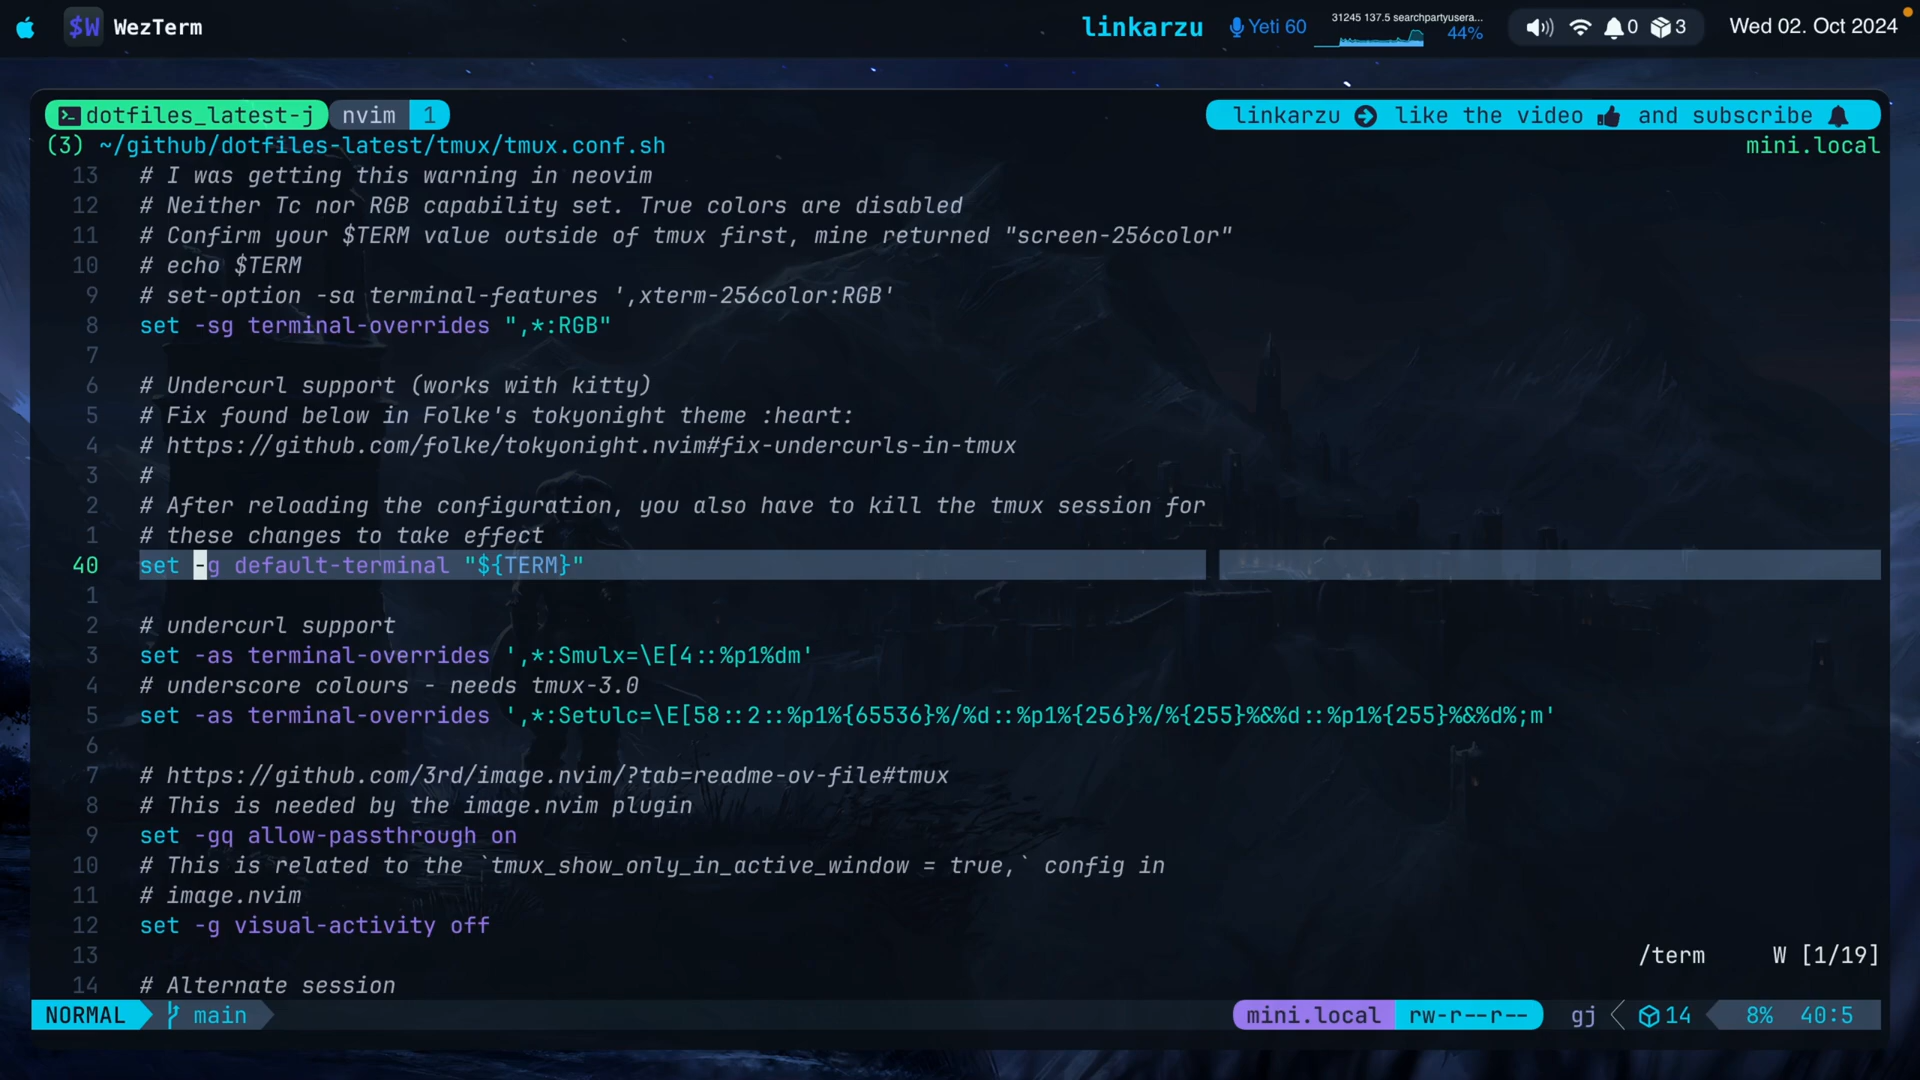 $W WezTerm
linkarzu
Yeti 60
31245 137.5 searchpartyusera...
44%
0
3
Wed 02. Oct 2024
dotfiles_latest-j nvim 1
linkarzu like the video and subscribe
(3) ~/github/dotfiles-latest/tmux/tmux.conf.sh mini.local
13 # I was getting this warning in neovim
12 # Neither Tc nor RGB capability set. True colors are disabled
11 # Confirm your $TERM value outside of tmux first, mine returned "screen-256color"
10 # echo $TERM
9 # set-option -sa terminal-features ',xterm-256color:RGB'
8 set -sg terminal-overrides ",*:RGB"
7
6 # Undercurl support (works with kitty)
5 # Fix found below in Folke's tokyonight theme :heart:
4 # https://github.com/folke/tokyonight.nvim#fix-undercurls-in-tmux
3 #
2 # After reloading the configuration, you also have to kill the tmux session for
1 # these changes to take effect
40 set -g default-terminal "${TERM}"
1
2 # undercurl support
3 set -as terminal-overrides ',*:Smulx=\E[4::%p1%dm'
4 # underscore colours - needs tmux-3.0
5 set -as terminal-overrides ',*:Setulc=\E[58::2::%p1%{65536}%/%d::%p1%{256}%/%{255}%&%d::%p1%{255}%&%d%;m'
6
7 # https://github.com/3rd/image.nvim/?tab=readme-ov-file#tmux
8 # This is needed by the image.nvim plugin
9 set -gq allow-passthrough on
10 # This is related to the `tmux_show_only_in_active_window = true,` config in
11 # image.nvim
12 set -g visual-activity off
13
/term W [1/19]
14 # Alternate session
NORMAL main mini.local rw-r--r-- gj 14 8% 40:5